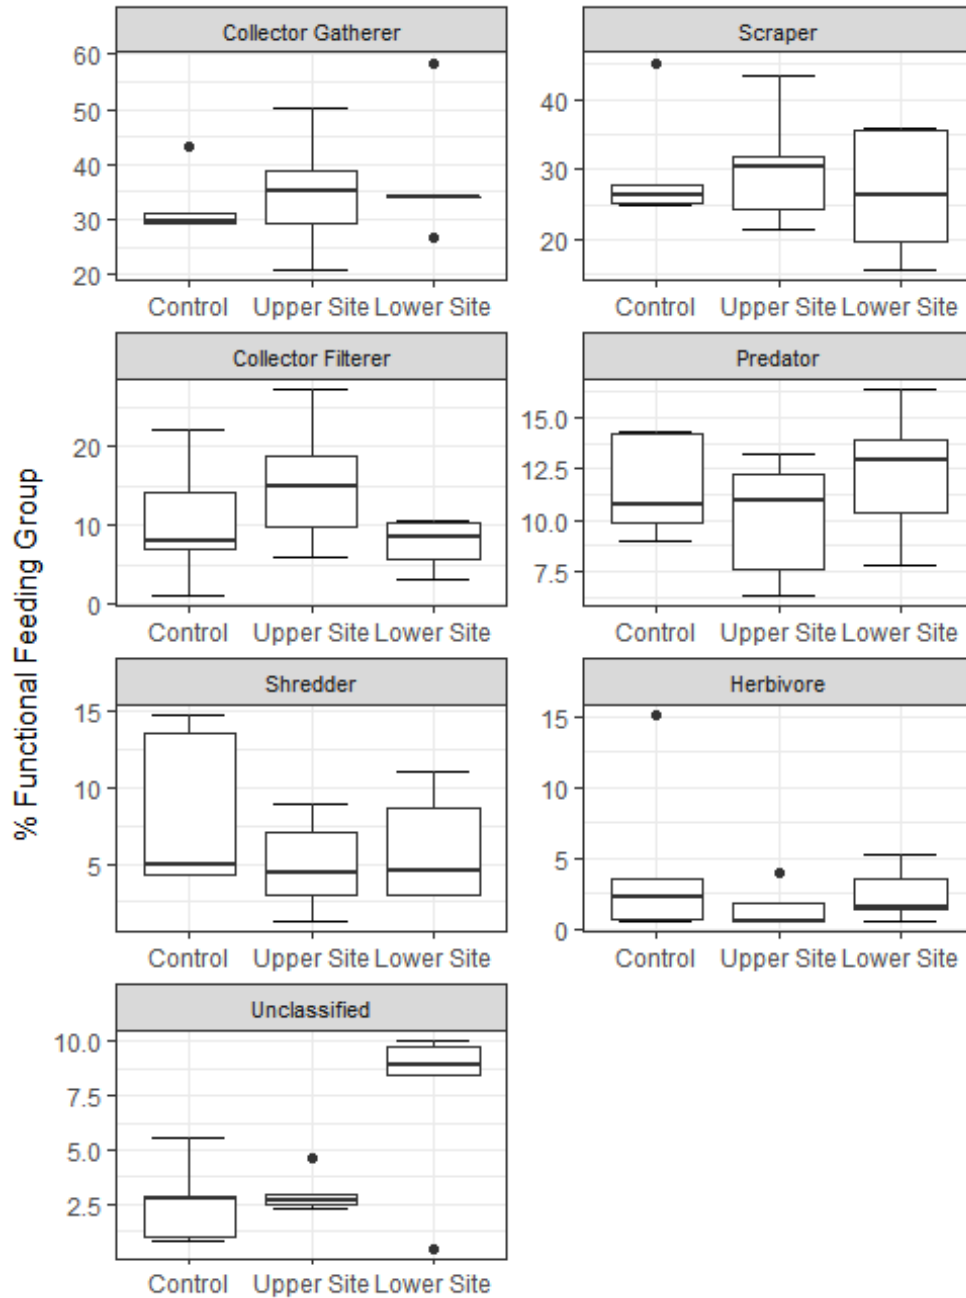 % Functional Feeding Group
Collector Gatherer
60
50
40
30
20
Control Upper Site Lower Site
Scraper
40
30
20
Control Upper Site Lower Site
Collector Filterer
20
10
0
Control Upper Site Lower Site
Predator
15.0
12.5
10.0
7.5
Control Upper Site Lower Site
Shredder
15
10
5
Control Upper Site Lower Site
Herbivore
15
10
5
0
Control Upper Site Lower Site
Unclassified
10.0
7.5
5.0
2.5
Control Upper Site Lower Site